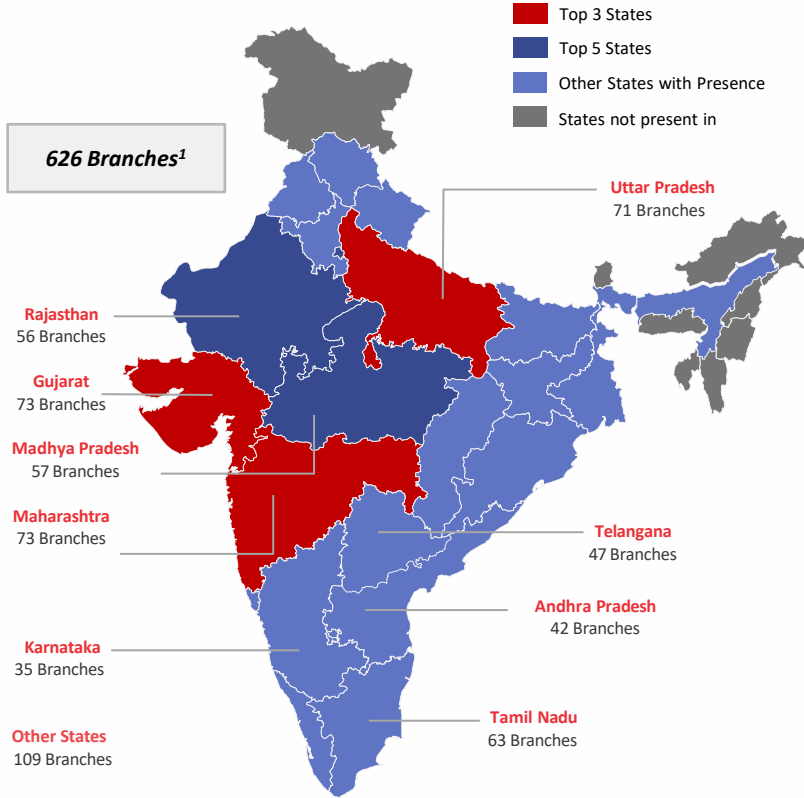 Top 3 States
Top 5 States
Other States with Presence
States not present in
626 Branches¹
Uttar Pradesh
71 Branches
Rajasthan
56 Branches
Gujarat
73 Branches
Madhya Pradesh
57 Branches
Maharashtra
73 Branches
Telangana
47 Branches
Andhra Pradesh
42 Branches
Karnataka
35 Branches
Tamil Nadu
63 Branches
Other States
109 Branches